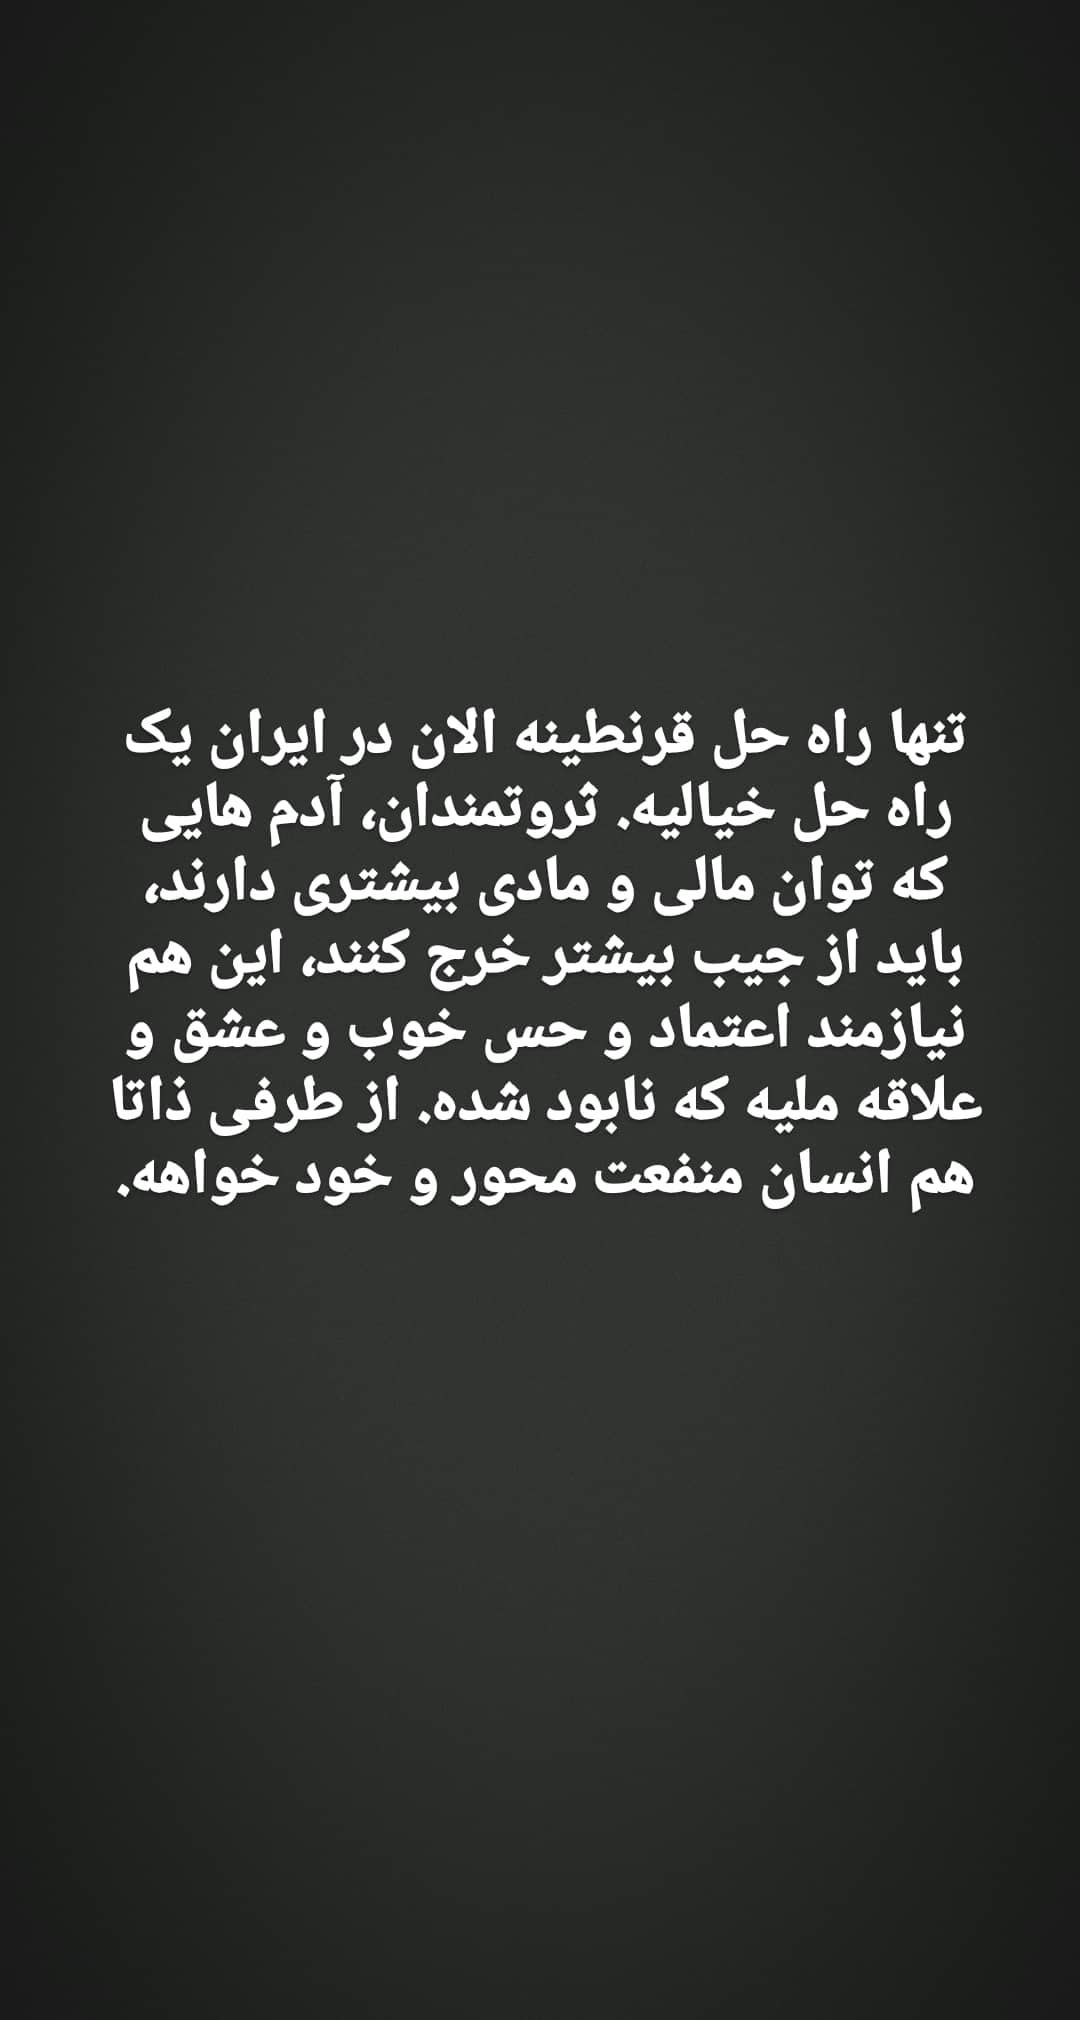 تنها راه حل قرنطینه الان در ایران یک
راه حل خیالیه. ثروتمندان، آدم هایی
که توان مالی و مادی بیشتری دارند،
باید از جیب بیشتر خرج کنند، این هم
نیازمند اعتماد و حس خوب و عشق و
علاقه ملیه که نابود شده. از طرفی ذاتا
هم انسان منفعت محور و خود خواهه.